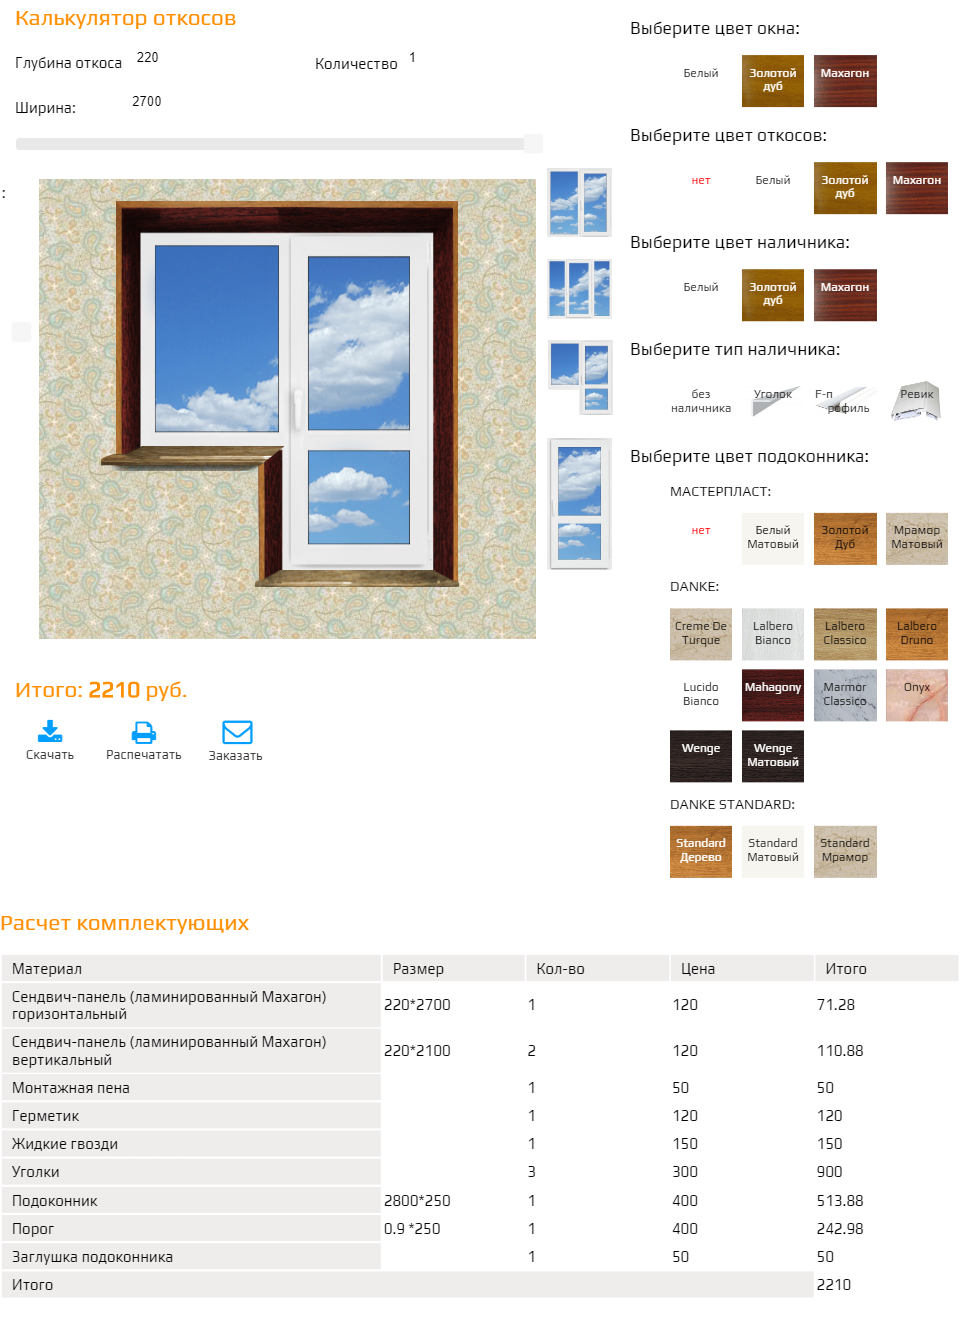 Калькулятор откосов
Глубина откоса 220
Количество 1
Ширина: 2700
:
Итого: 2210 руб.
Скачать
Распечатать
Заказать
Выберите цвет окна:
Белый
Золотой
дуб
Махагон
Выберите цвет откосов:
нет
Белый
Золотой
дуб
Махагон
Выберите цвет наличника:
Белый
Золотой
дуб
Махагон
Выберите тип наличника:
без
наличника
Уголок
F-п
рофиль
Ревик
Выберите цвет подоконника:
МАСТЕРПЛАСТ:
нет
Белый
Матовый
Золотой
Дуб
Мрамор
Матовый
DANKE:
Creme De
Turque
Lalbero
Bianco
Lalbero
Classico
Lalbero
Druno
Lucido
Bianco
Mahagony
Marmor
Classico
Onyx
Wenge
Wenge
Матовый
DANKE STANDARD:
Standard
Дерево
Standard
Матовый
Standard
Мрамор
Расчет комплектующих
Материал Размер Кол-во Цена Итого
Сендвич-панель (ламинированный Махагон)
горизонтальный 220*2700 1 120 71.28
Сендвич-панель (ламинированный Махагон)
вертикальный 220*2100 2 120 110.88
Монтажная пена 1 50 50
Герметик 1 120 120
Жидкие гвозди 1 150 150
Уголки 3 300 900
Подоконник 2800*250 1 400 513.88
Порог 0.9 *250 1 400 242.98
Заглушка подоконника 1 50 50
Итого 2210